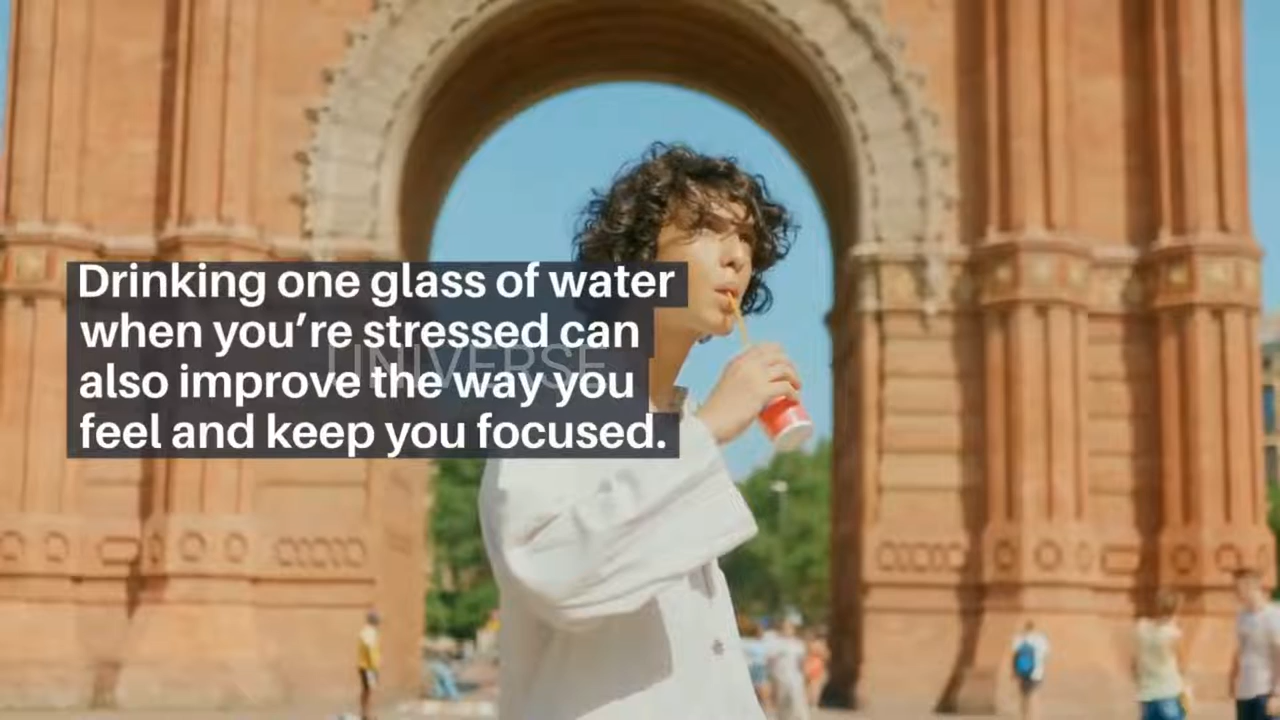 Drinking one glass of water
when you’re stressed can
also improve the way you
feel and keep you focused.
UNIVERSE